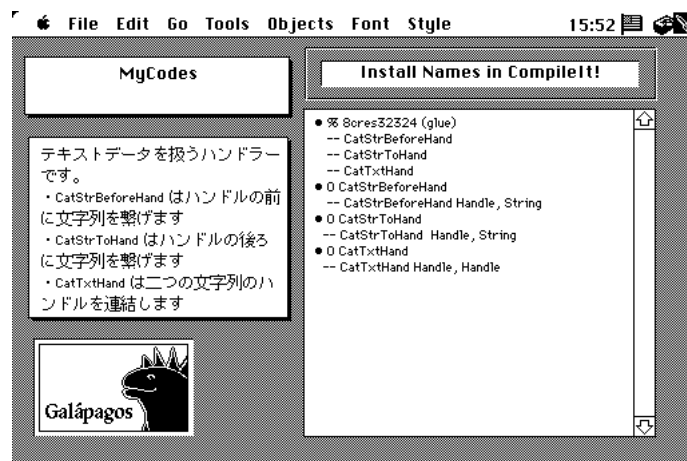 File Edit Go Tools Objects Font Style 15:52
MyCodes
Install Names in CompileIt!
テキストデータを扱うハンドラー
です。
・CatStrBeforeHand はハンドルの前
に文字列を繋げます
・CatStrToHand はハンドルの後ろ
に文字列を繋げます
・CatTxtHand は二つの文字列のハ
ンドルを連結します
● % 8cres32324 (glue)
-- CatStrBeforeHand
-- CatStrToHand
-- CatTxtHand
● 0 CatStrBeforeHand
-- CatStrBeforeHand Handle, String
● 0 CatStrToHand
-- CatStrToHand Handle, String
● 0 CatTxtHand
-- CatTxtHand Handle, Handle
Galápagos